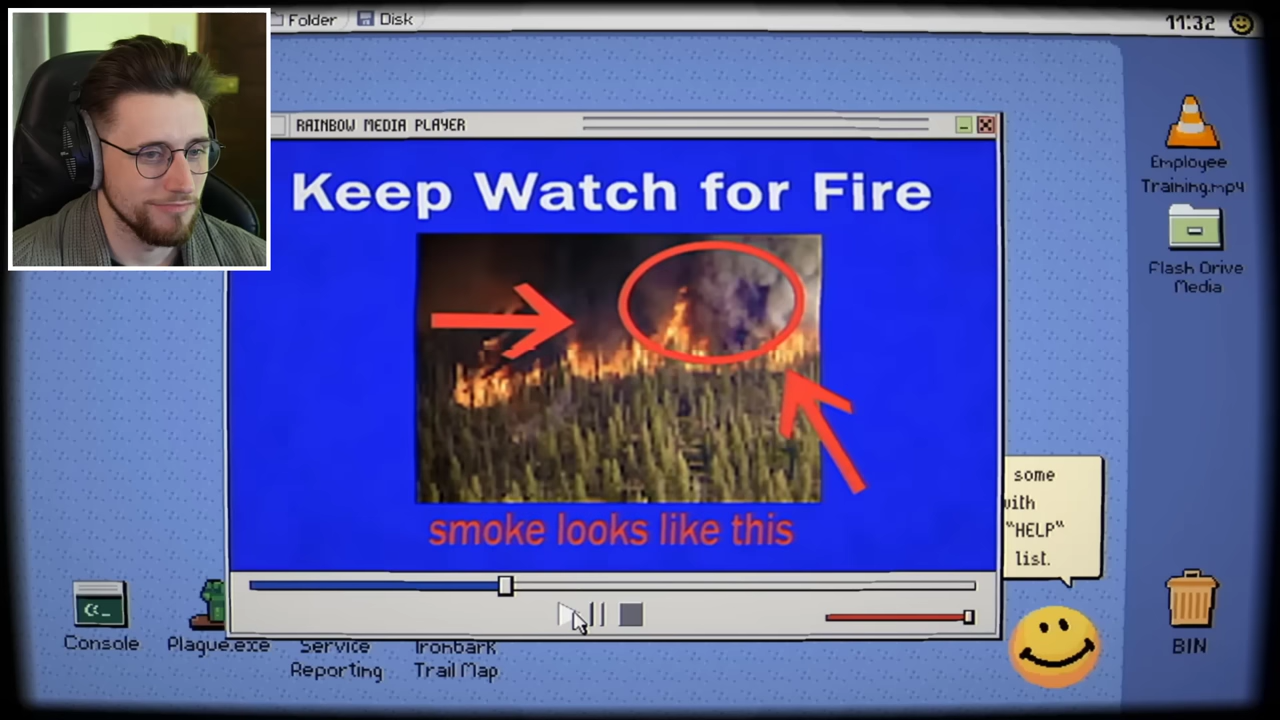 Folder
Disk
11:32
RAINBOW MEDIA PLAYER
Keep Watch for Fire
smoke looks like this
Employee
Training.mp4
Flash Drive
Media
some
with
"HELP"
list.
Console
Plague.exe
Service
Reporting
Ironbark
Trail Map
BIN